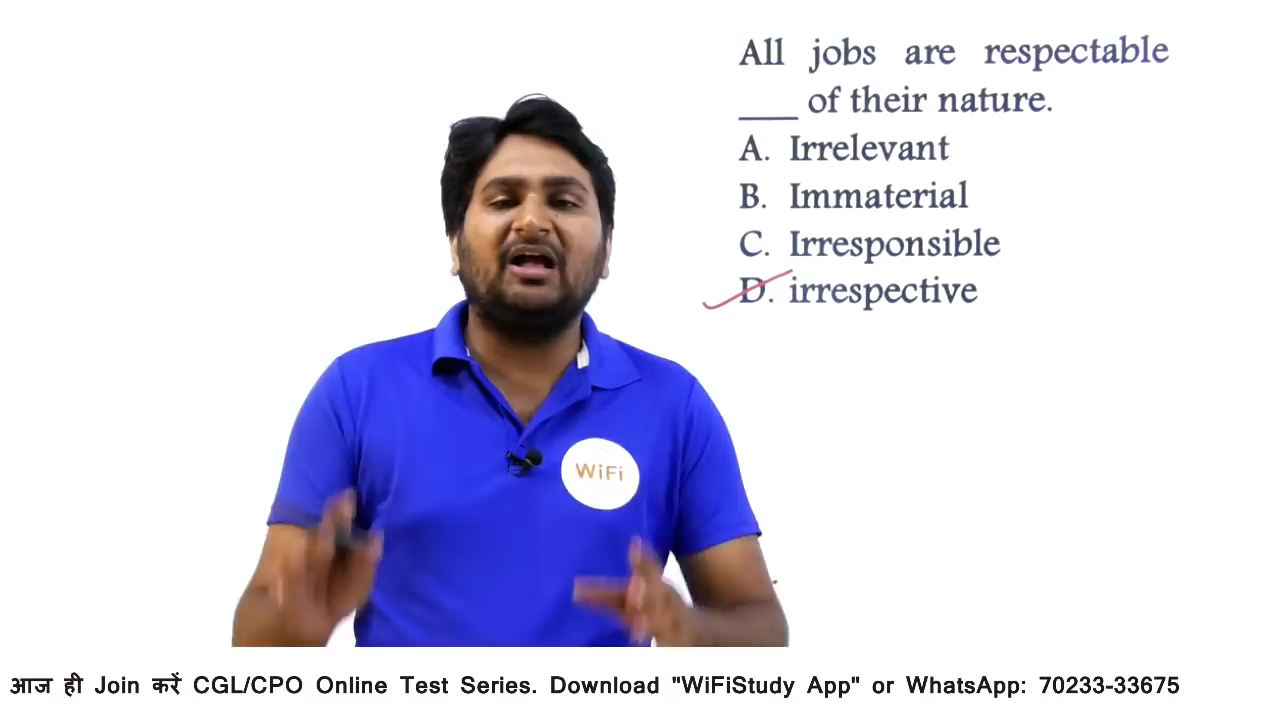 All jobs are respectable
___ of their nature.
A. Irrelevant
B. Immaterial
C. Irresponsible
D. irrespective
WiFi
आज ही Join करें CGL/CPO Online Test Series. Download "WiFiStudy App" or WhatsApp: 70233-33675